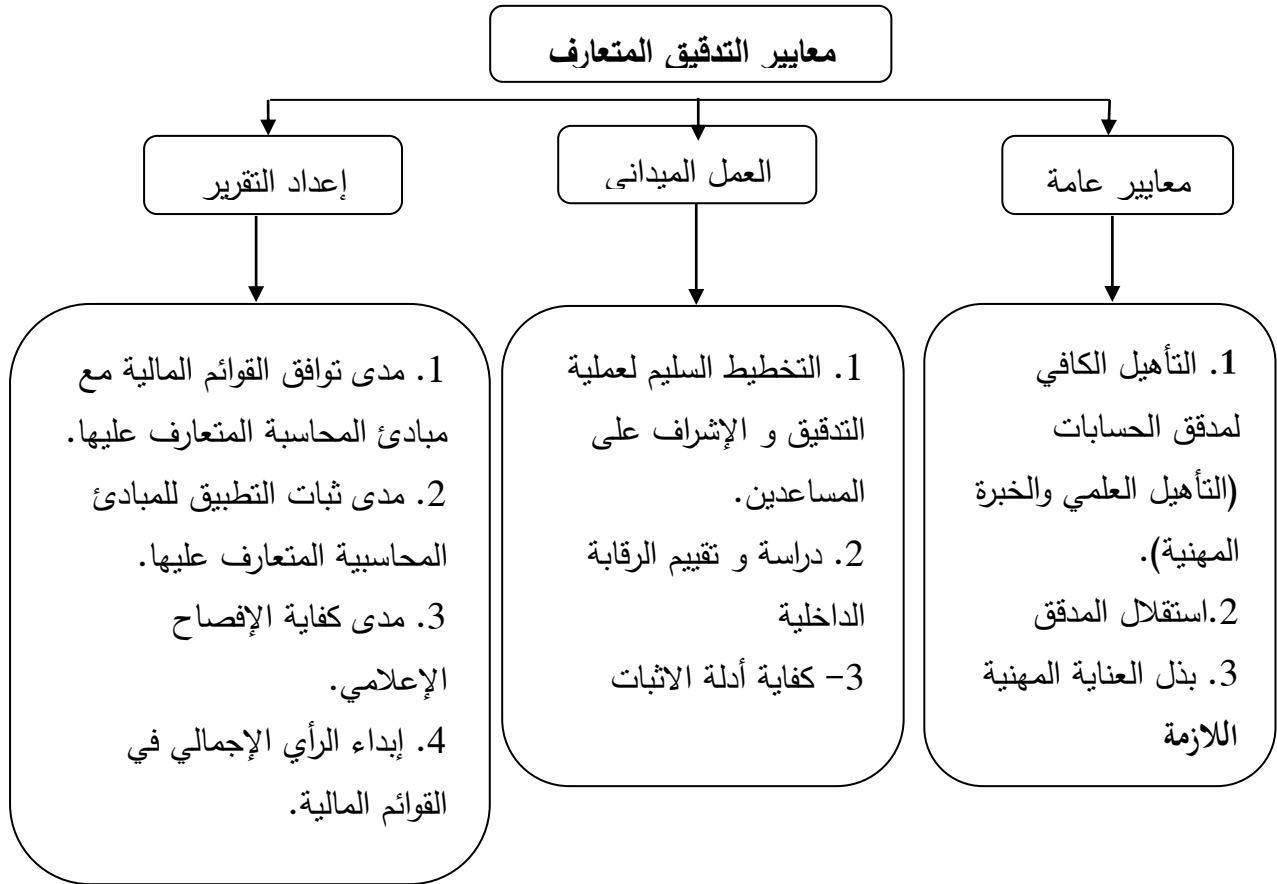 معايير التدقيق المتعارف
معايير عامة
العمل الميداني
إعداد التقرير
1. التأهيل الكافي
لمدقق الحسابات
(التأهيل العلمي والخبرة
المهنية).
2.استقلال المدقق
3. بذل العناية المهنية
اللازمة
1. التخطيط السليم لعملية
التدقيق و الإشراف على
المساعدين.
2. دراسة و تقييم الرقابة
الداخلية
3- كفاية أدلة الاثبات
1. مدى توافق القوائم المالية مع
مبادئ المحاسبة المتعارف عليها.
2. مدى ثبات التطبيق للمبادئ
المحاسبية المتعارف عليها.
3. مدى كفاية الإفصاح
الإعلامي.
4. إبداء الرأي الإجمالي في
القوائم المالية.